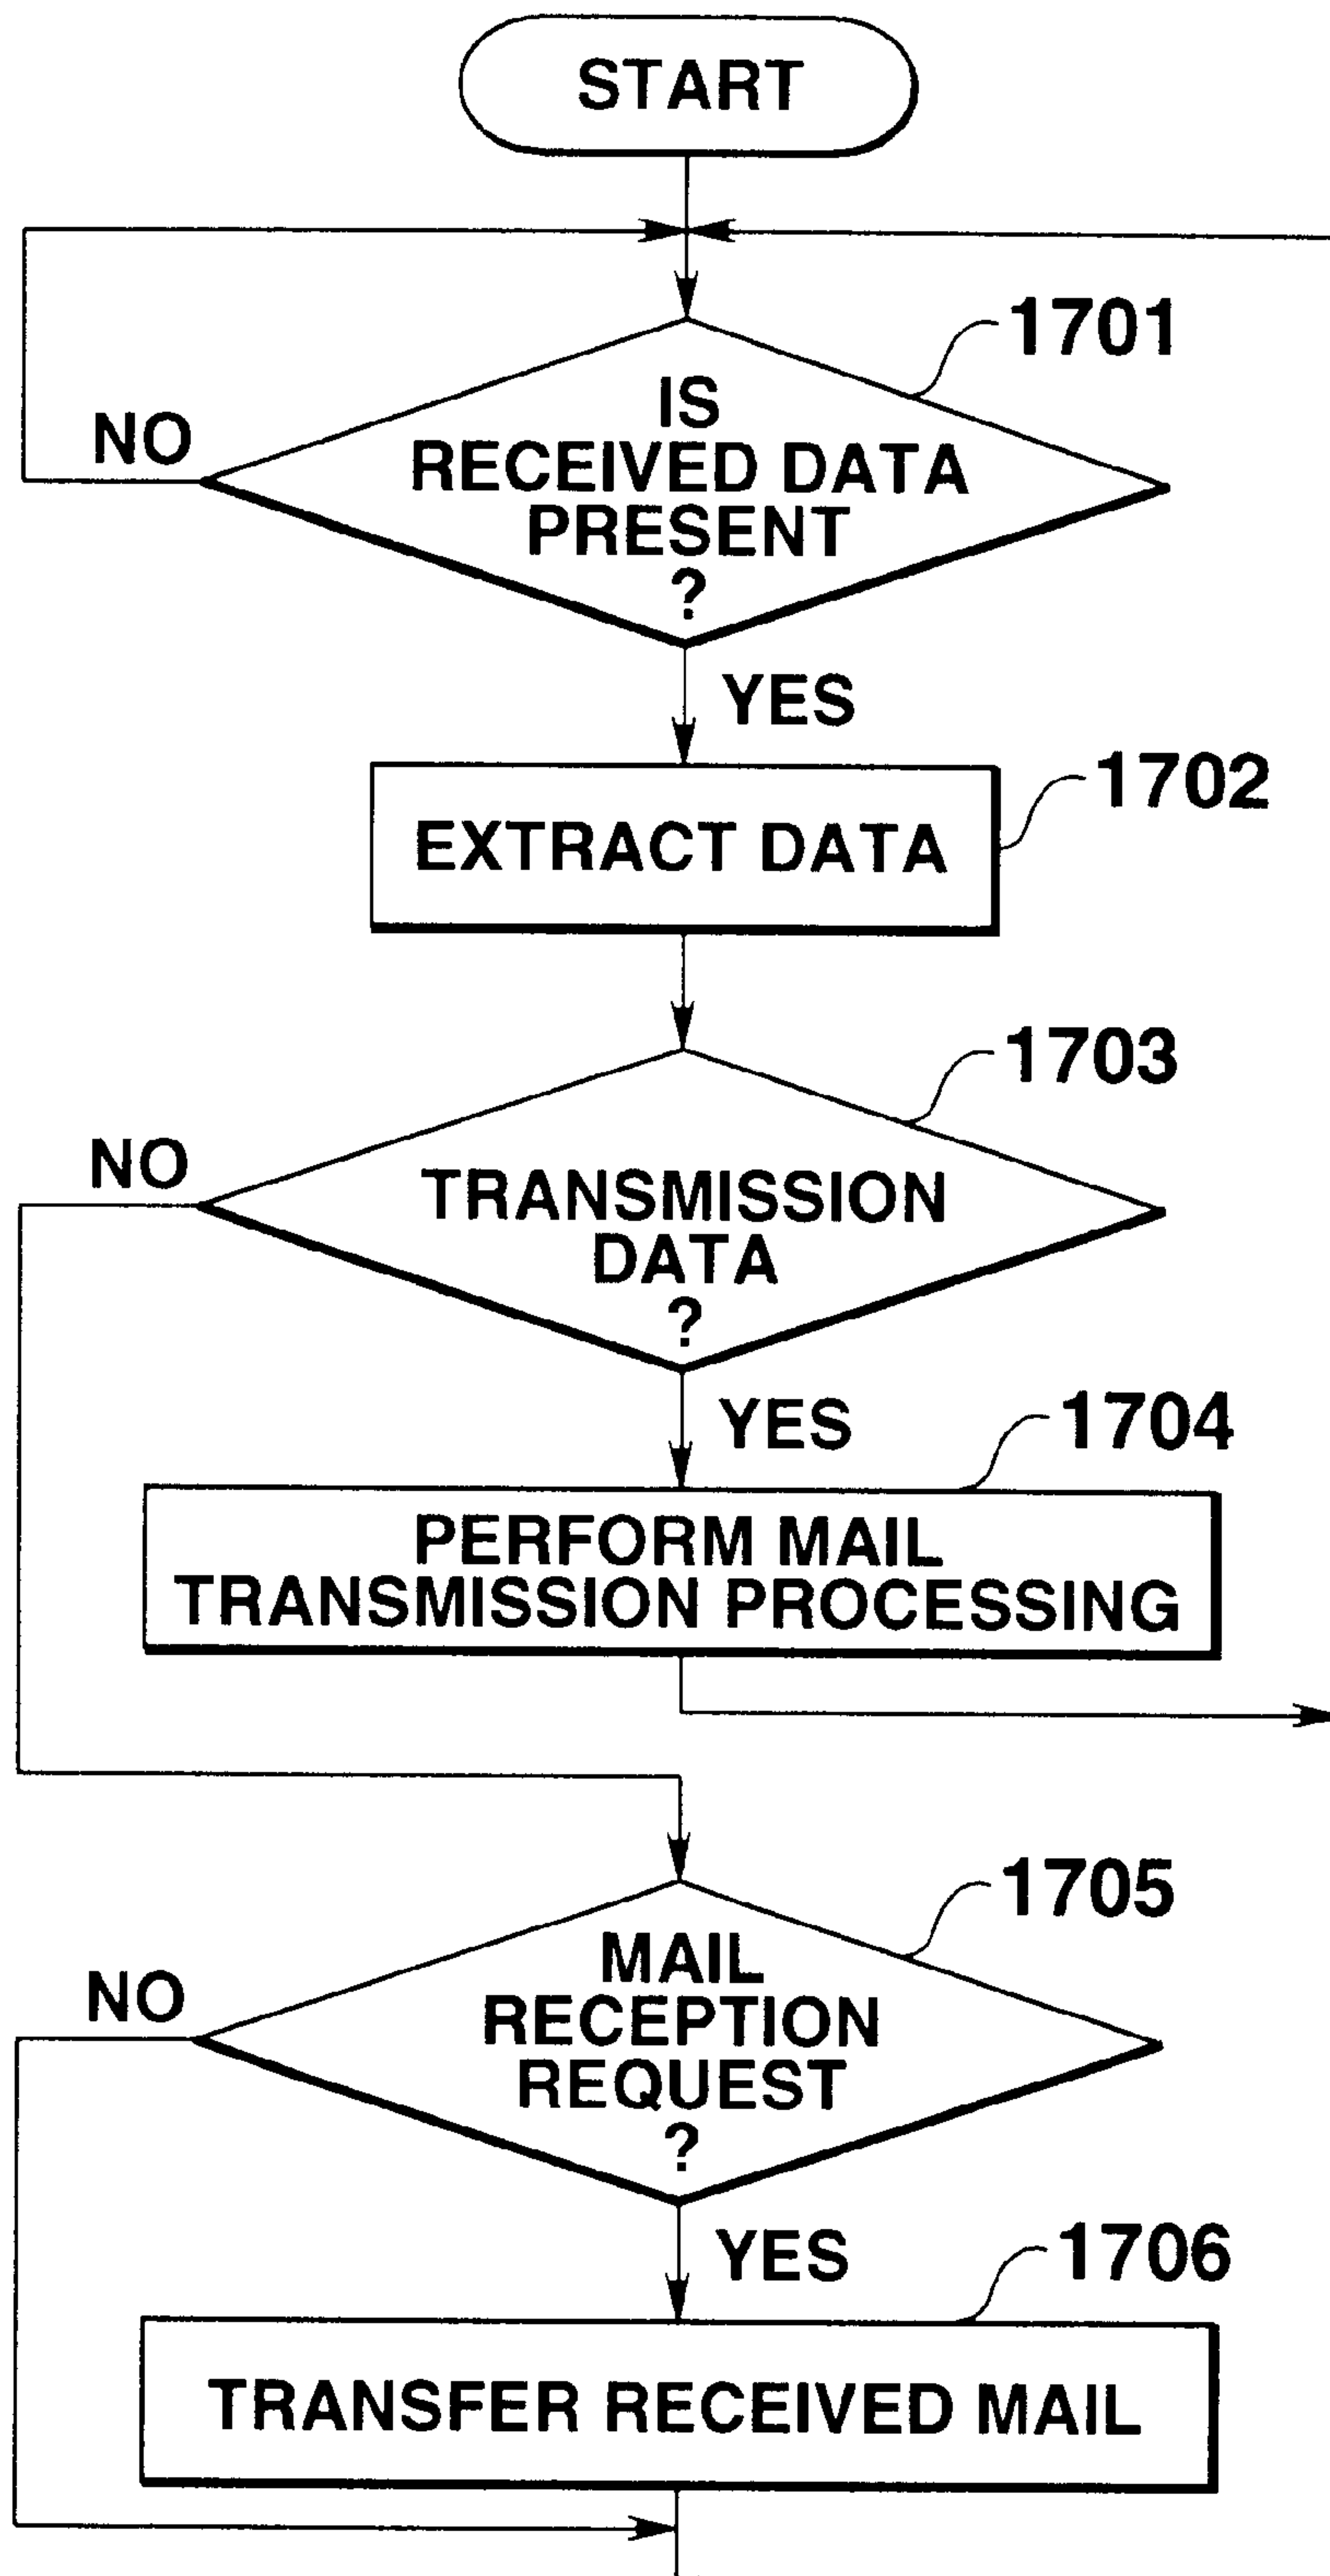 START
1701
IS
RECEIVED DATA
PRESENT
?
NO
YES
1702
EXTRACT DATA
1703
NO
TRANSMISSION
DATA
?
YES
1704
PERFORM MAIL
TRANSMISSION PROCESSING
1705
NO
MAIL
RECEPTION
REQUEST
?
YES
1706
TRANSFER RECEIVED MAIL